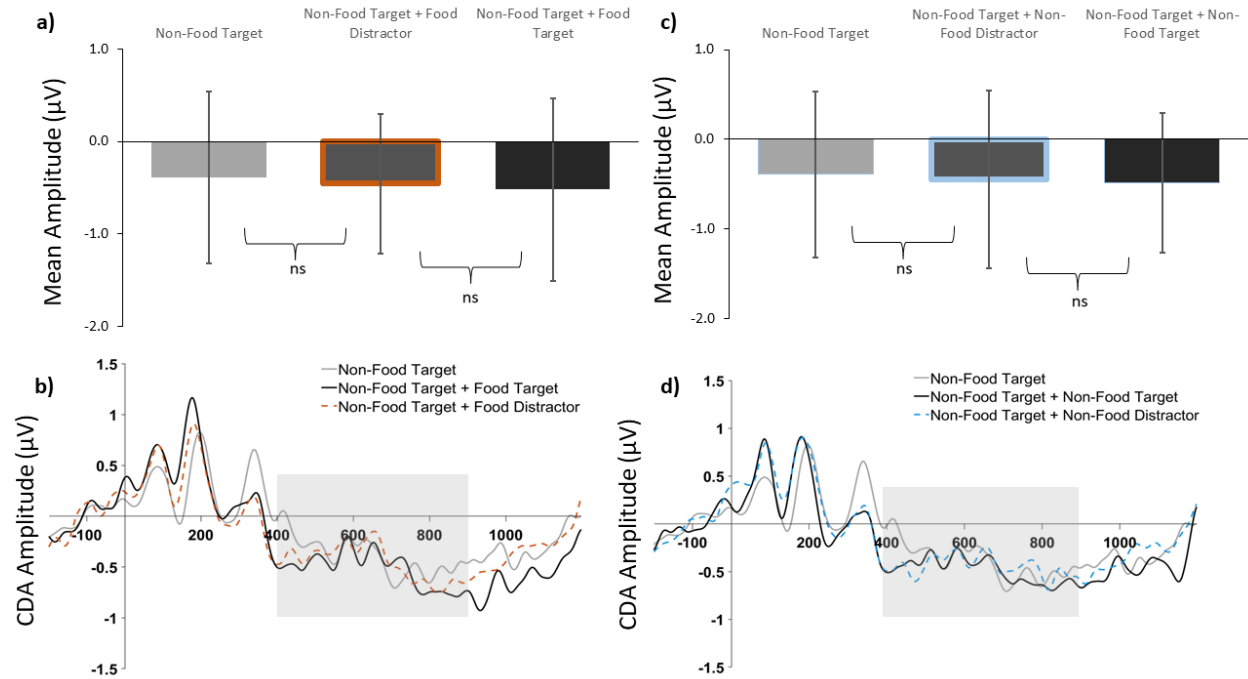 a)
Non-Food Target
Non-Food Target + Food
Distractor
Non-Food Target + Food
Target
Mean Amplitude (µV)
1.0
0.0
-1.0
-2.0
ns
ns
c)
Non-Food Target
Non-Food Target + Non-
Food Distractor
Non-Food Target + Non-
Food Target
Mean Amplitude (µV)
1.0
0.0
-1.0
-2.0
ns
ns
b)
Non-Food Target
Non-Food Target + Food Target
Non-Food Target + Food Distractor
CDA Amplitude (µV)
1.5
1
0.5
0
-0.5
-1
-1.5
-100 200 400 600 800 1000
d)
Non-Food Target
Non-Food Target + Non-Food Target
Non-Food Target + Non-Food Distractor
CDA Amplitude (µV)
1.5
1
0.5
0
-0.5
-1
-1.5
-100 200 400 600 800 1000